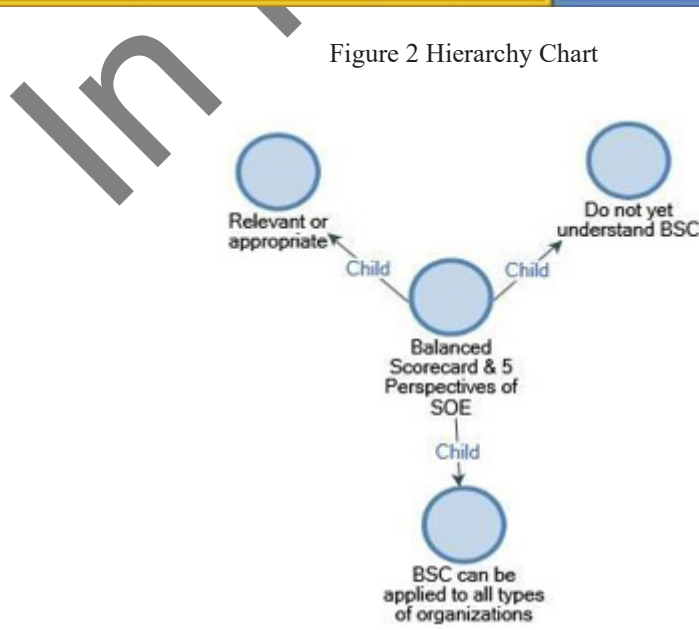 In
Figure 2 Hierarchy Chart
Relevant or
appropriate
Do not yet
understand BSC
Child
Child
Balanced
Scorecard & 5
Perspectives of
SOE
Child
BSC can be
applied to all types
of organizations